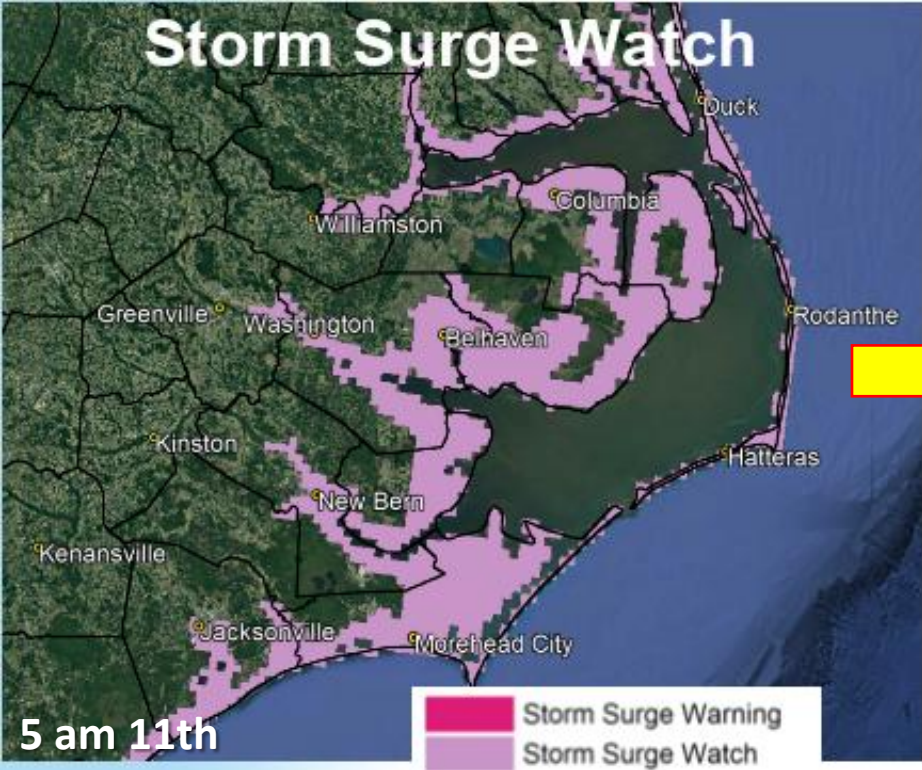 Storm Surge Watch
Duck
Columbia
Williamston
Greenville
Washington
Rodanthe
Belhaven
Kinston
Hatteras
New Bern
Kenansville
Jacksonville
Morehead City
5 am 11th
Storm Surge Warning
Storm Surge Watch